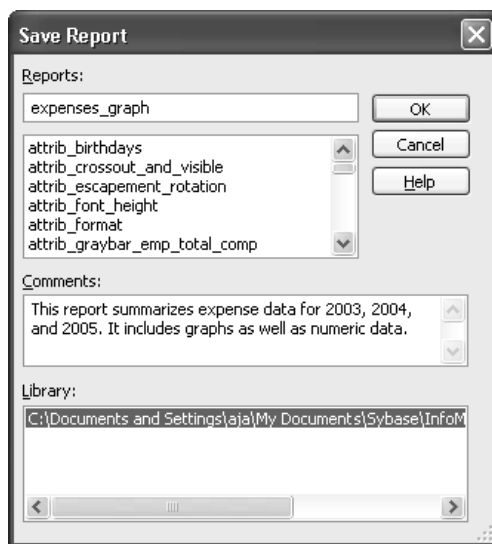 Save Report
Reports:
expenses_graph
OK
attrib_birthdays
attrib_crossout_and_visible
attrib_escapement_rotation
attrib_font_height
attrib_format
attrib_graybar_emp_total_comp
Cancel
Help
Comments:
This report summarizes expense data for 2003, 2004,
and 2005. It includes graphs as well as numeric data.
Library:
C:\Documents and Settings\aja\My Documents\Sybase\InfoM